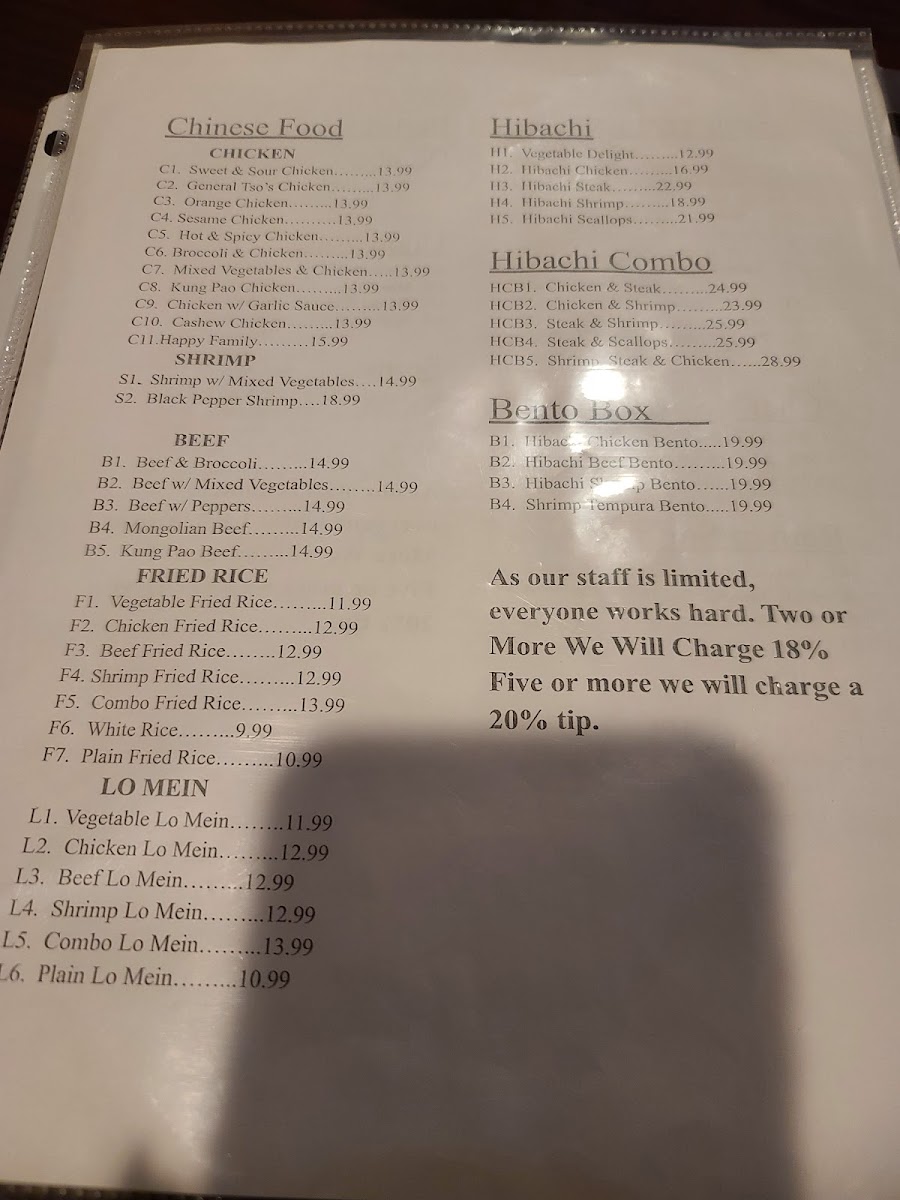 Chinese Food
CHICKEN
C1. Sweet & Sour Chicken.........13.99
C2. General Tso's Chicken.........13.99
C3. Orange Chicken.........13.99
C4. Sesame Chicken..........13.99
C5. Hot & Spicy Chicken.........13.99
C6. Broccoli & Chicken.........13.99
C7. Mixed Vegetables & Chicken.....13.99
C8. Kung Pao Chicken.........13.99
C9. Chicken w/ Garlic Sauce.........13.99
C10. Cashew Chicken.........13.99
C11.Happy Family.........15.99
SHRIMP
S1. Shrimp w/ Mixed Vegetables....14.99
S2. Black Pepper Shrimp....18.99
BEEF
B1. Beef & Broccoli.........14.99
B2. Beef w/ Mixed Vegetables........14.99
B3. Beef w/ Peppers.........14.99
B4. Mongolian Beef.........14.99
B5. Kung Pao Beef.........14.99
FRIED RICE
F1. Vegetable Fried Rice.........11.99
F2. Chicken Fried Rice.........12.99
F3. Beef Fried Rice........12.99
F4. Shrimp Fried Rice.........12.99
F5. Combo Fried Rice.........13.99
F6. White Rice.........9.99
F7. Plain Fried Rice.........10.99
LO MEIN
L1. Vegetable Lo Mein........11.99
L2. Chicken Lo Mein.........12.99
L3. Beef Lo Mein.........12.99
L4. Shrimp Lo Mein.........12.99
L5. Combo Lo Mein.........13.99
L6. Plain Lo Mein.........10.99
Hibachi
H1. Vegetable Delight.........12.99
H2. Hibachi Chicken.........16.99
H3. Hibachi Steak.........22.99
H4. Hibachi Shrimp.........18.99
H5. Hibachi Scallops.........21.99
Hibachi Combo
HCB1. Chicken & Steak.........24.99
HCB2. Chicken & Shrimp.........23.99
HCB3. Steak & Shrimp.........25.99
HCB4. Steak & Scallops.........25.99
HCB5. Shrimp, Steak & Chicken......28.99
Bento Box
B1. Hibachi Chicken Bento.....19.99
B2. Hibachi Beef Bento.........19.99
B3. Hibachi Shrimp Bento......19.99
B4. Shrimp Tempura Bento.....19.99
As our staff is limited,
everyone works hard. Two or
More We Will Charge 18%
Five or more we will charge a
20% tip.